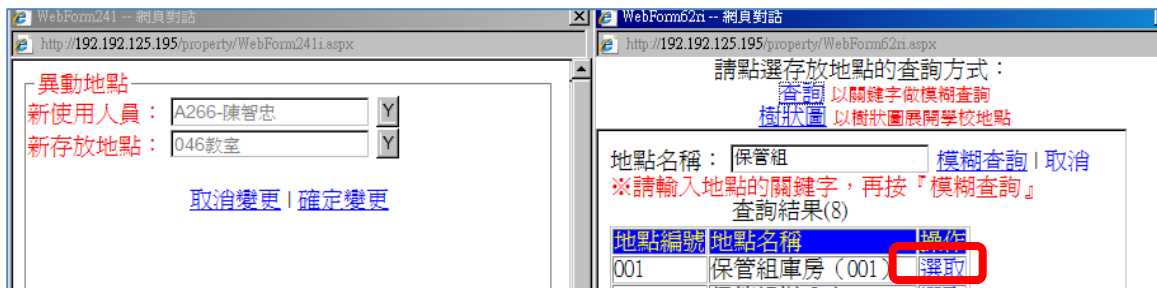 WebForm241 -- 網頁對話
http://192.192.125.195/property/WebForm241i.aspx
異動地點
新使用人員： A266-陳智忠 Y
新存放地點： 046教室 Y
取消變更 | 確定變更
WebForm62ri -- 網頁對話
http://192.192.125.195/property/WebForm62ri.aspx
請點選存放地點的查詢方式：
查詢 以關鍵字做模糊查詢
樹狀圖 以樹狀圖展開學校地點
地點名稱： 保管組 模糊查詢 | 取消
※請輸入地點的關鍵字，再按『模糊查詢』
查詢結果(8)
地點編號 地點名稱 操作
001 保管組庫房（001） 選取